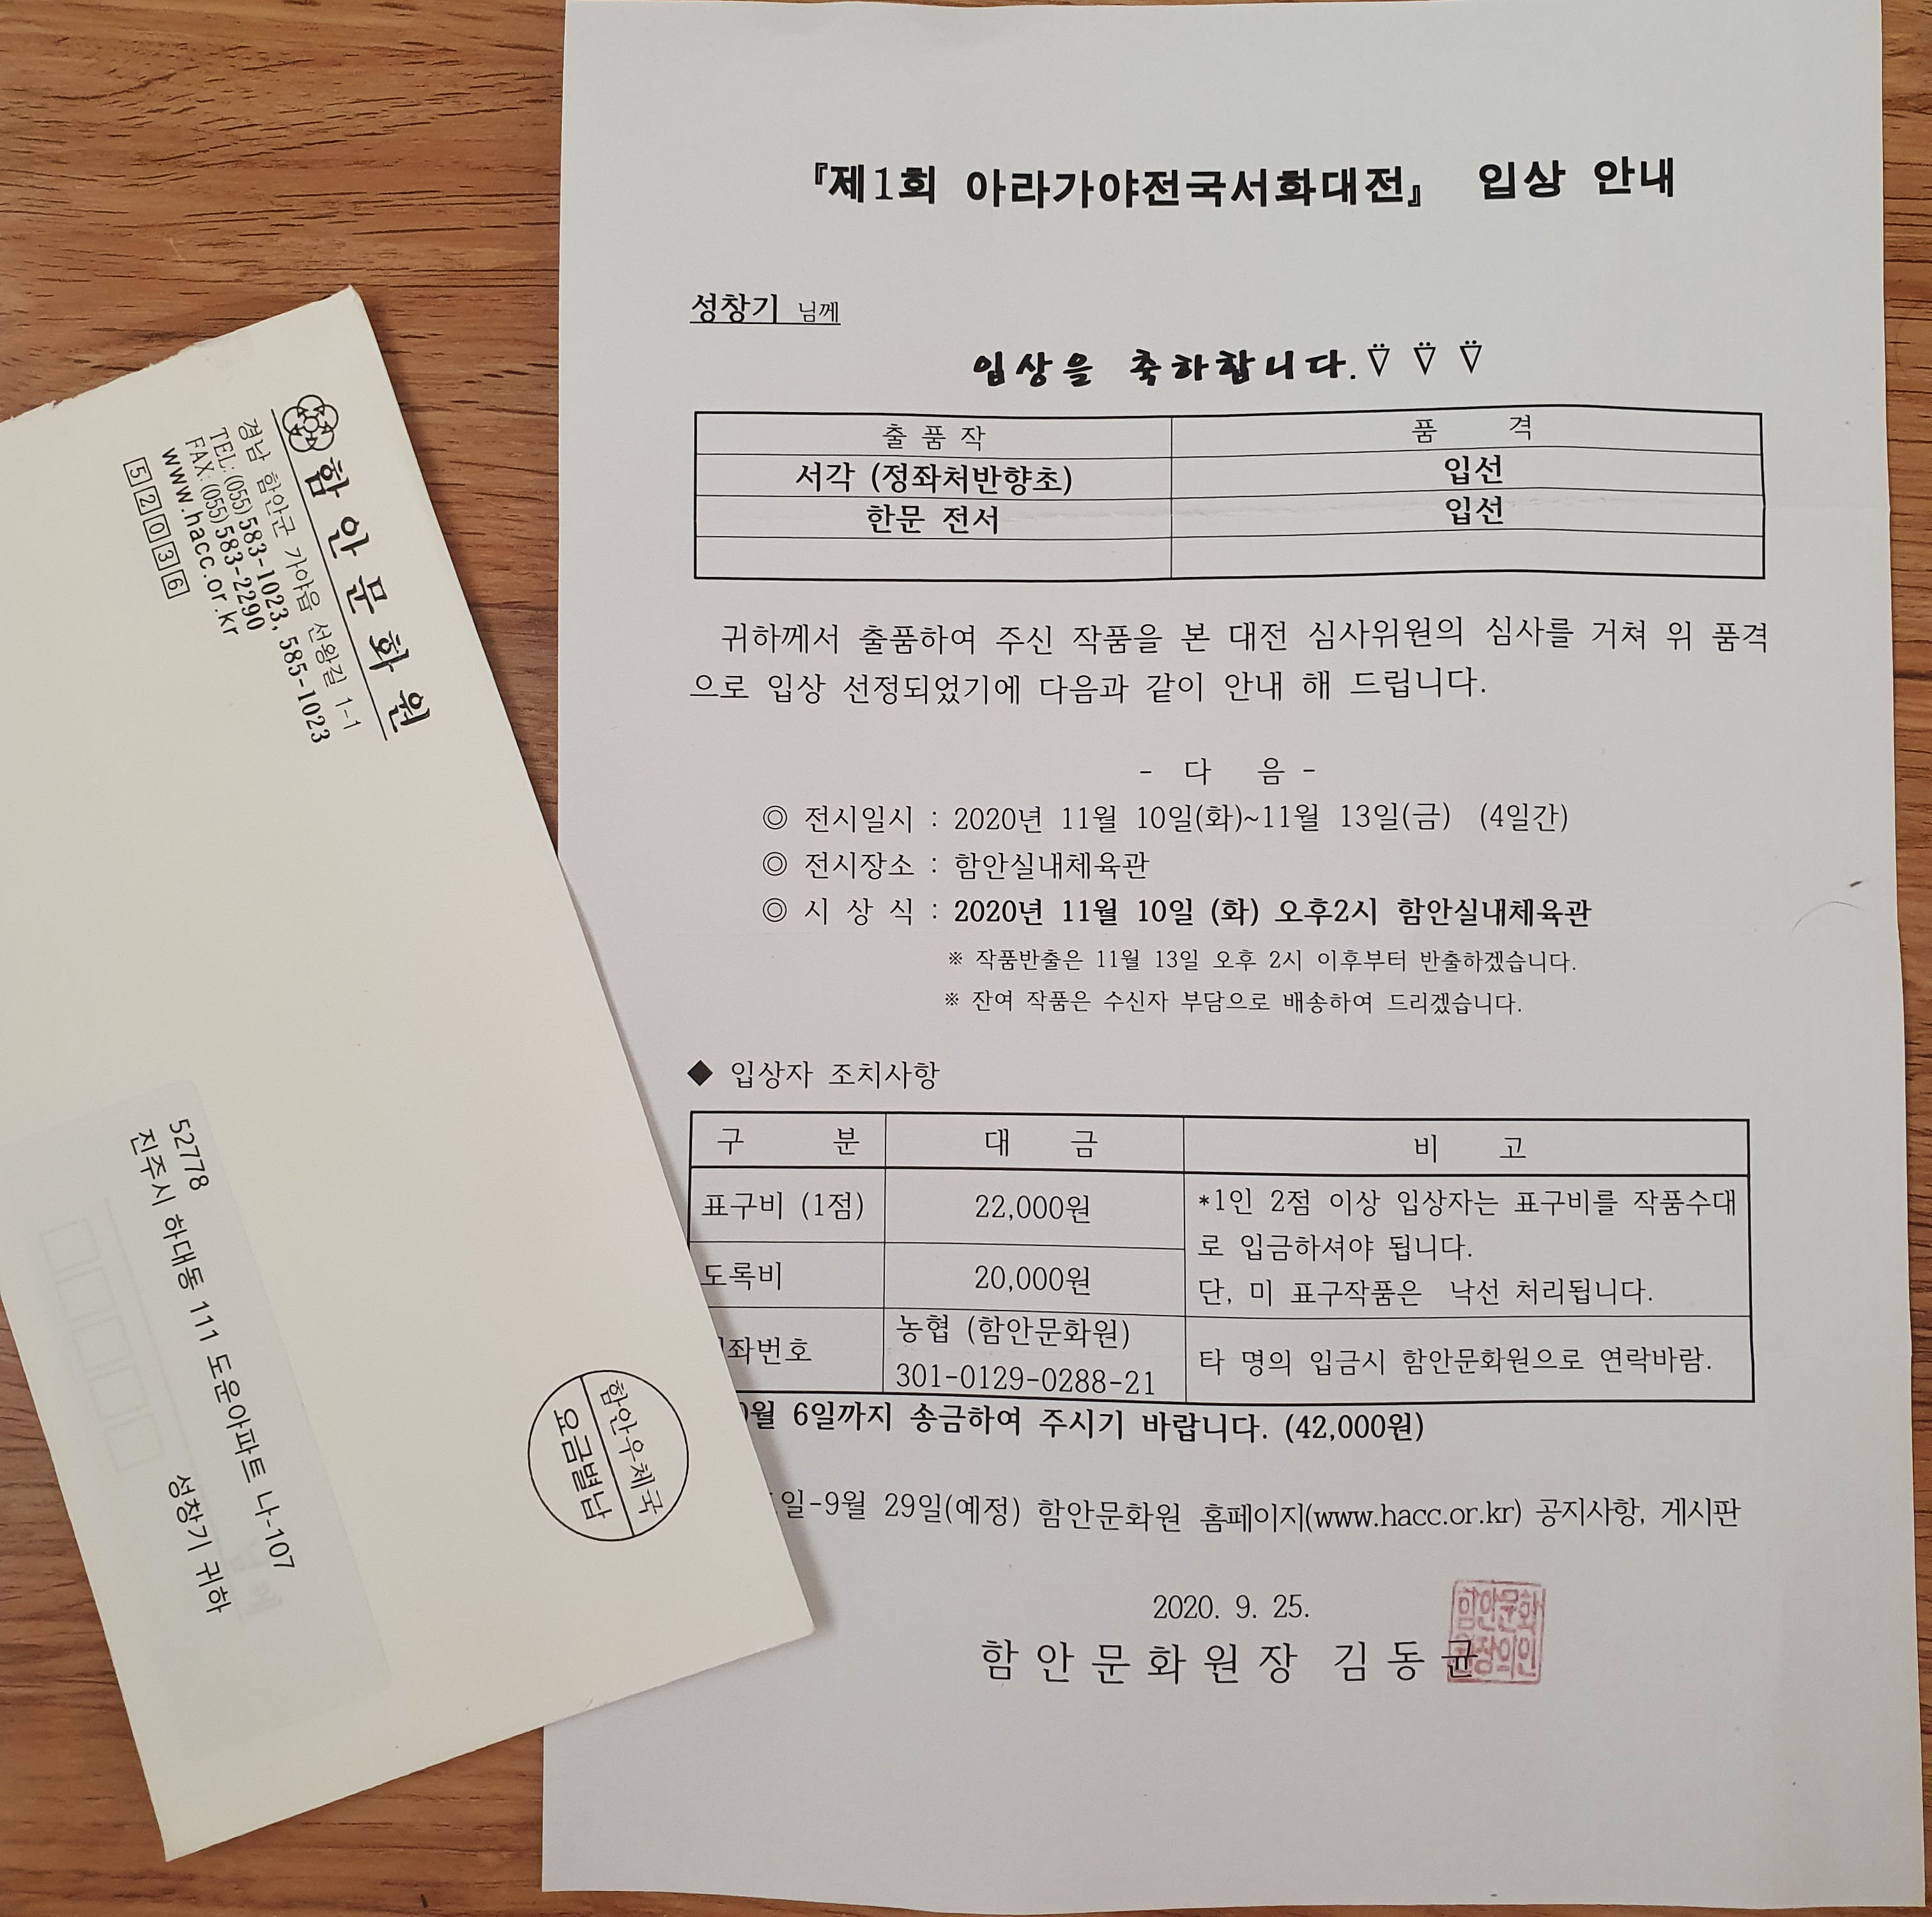 『제1회 아라가야전국서화대전』 입상 안내
성창기 님께
입상을 축하합니다.
출 품 작 품 격
서각 (정좌처반향초) 입선
한문 전서 입선
귀하께서 출품하여 주신 작품을 본 대전 심사위원의 심사를 거쳐 위 품격
으로 입상 선정되었기에 다음과 같이 안내 해 드립니다.
- 다 음 -
◎ 전시일시 : 2020년 11월 10일(화)~11월 13일(금) (4일간)
◎ 전시장소 : 함안실내체육관
◎ 시 상 식 : 2020년 11월 10일 (화) 오후2시 함안실내체육관
※ 작품반출은 11월 13일 오후 2시 이후부터 반출하겠습니다.
※ 잔여 작품은 수신자 부담으로 배송하여 드리겠습니다.
◆ 입상자 조치사항
구 분 대 금 비 고
표구비 (1점) 22,000원 *1인 2점 이상 입상자는 표구비를 작품수대
로 입금하셔야 됩니다.
도록비 20,000원 단, 미 표구작품은 낙선 처리됩니다.
좌번호 농협 (함안문화원)
301-0129-0288-21 타 명의 입금시 함안문화원으로 연락바람.
월 6일까지 송금하여 주시기 바랍니다. (42,000원)
일-9월 29일(예정) 함안문화원 홈페이지(www.hacc.or.kr) 공지사항, 게시판
2020. 9. 25.
함안문화원장 김동균
함안문화
원장의인
함안문화원
경남 함안군 가야읍 선왕길 1-1
TEL:(055)583-1023, 585-1023
FAX:(055)583-2290
www.hacc.or.kr
52036
함안우체국
요금별납
52778
진주시 하대동 111 도운아파트 나-107
성창기 귀하